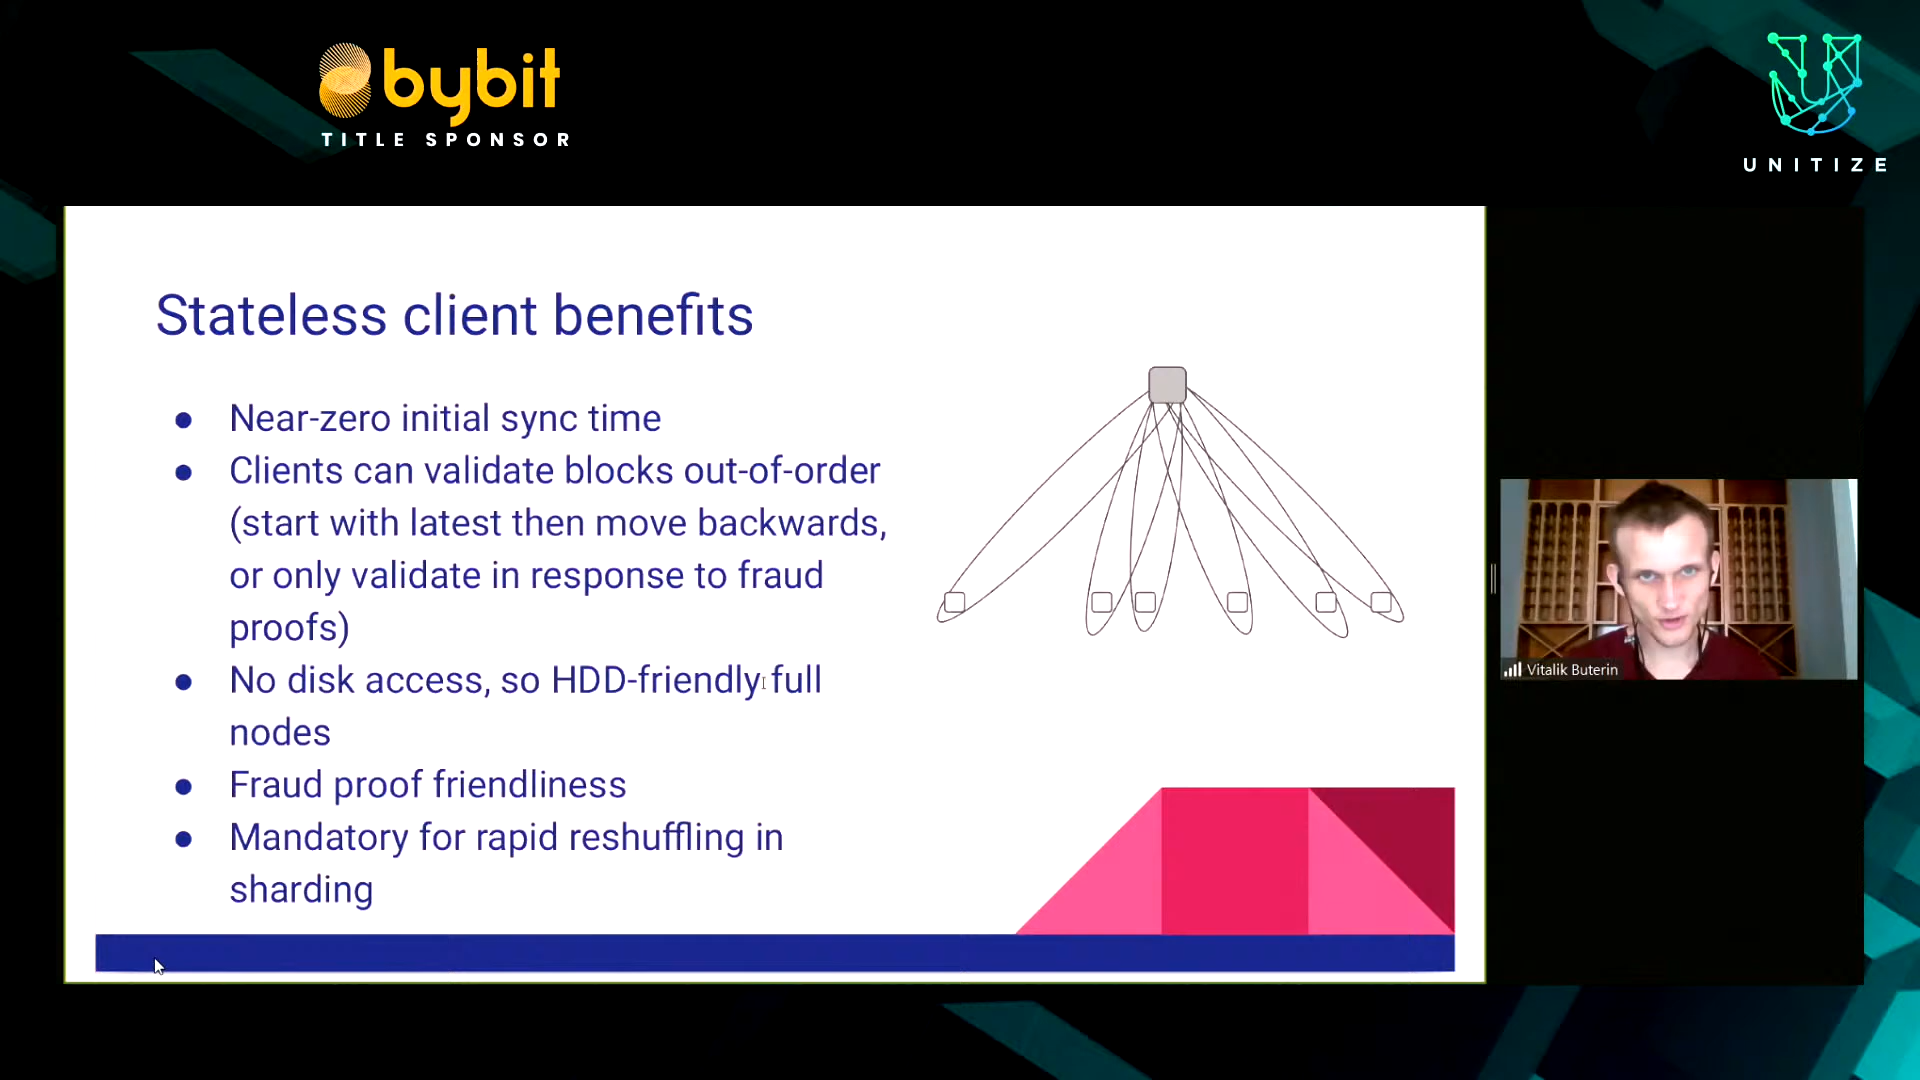 bybit
TITLE SPONSOR
UNITIZE
Stateless client benefits
● Near-zero initial sync time
● Clients can validate blocks out-of-order
(start with latest then move backwards,
or only validate in response to fraud
proofs)
● No disk access, so HDD-friendly full
nodes
● Fraud proof friendliness
● Mandatory for rapid reshuffling in
sharding
Vitalik Buterin